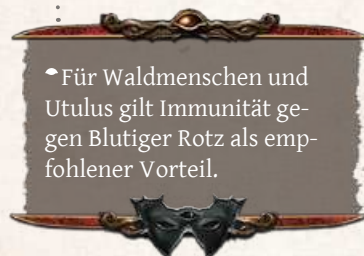 Für Waldmenschen und
Utulus gilt Immunität ge-
gen Blutiger Rotz als emp-
fohlener Vorteil.